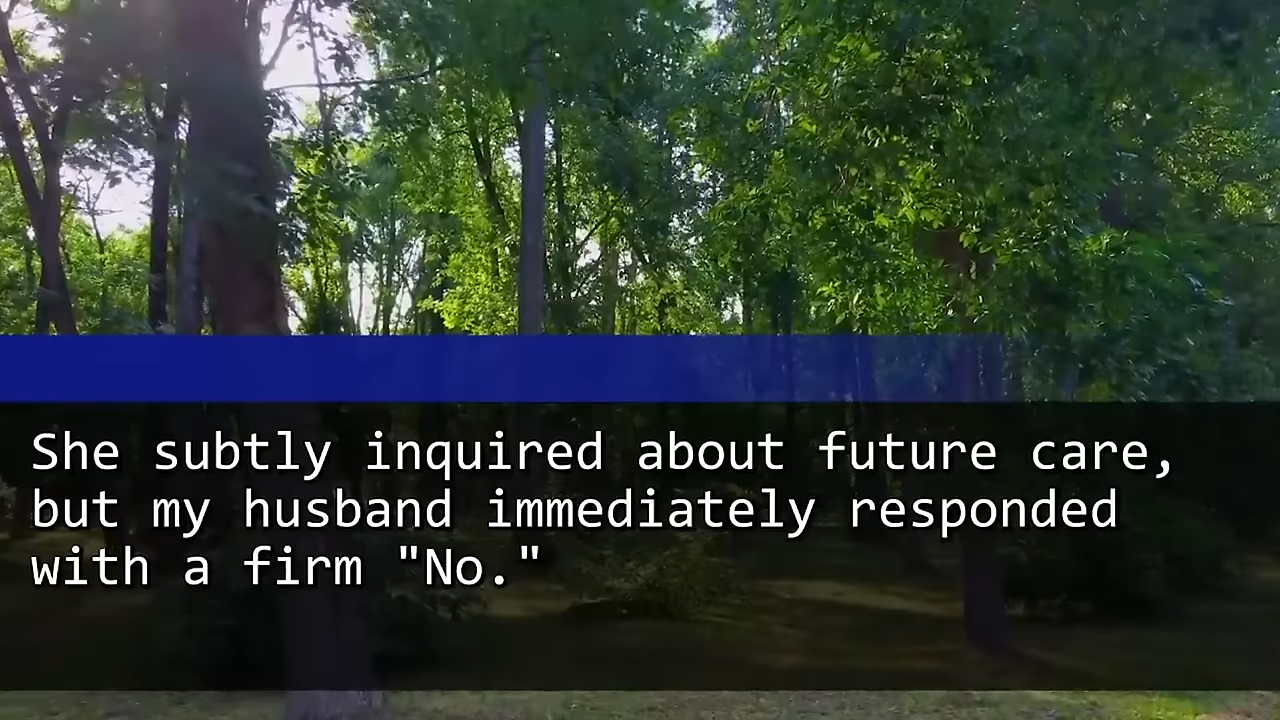 She subtly inquired about future care,
but my husband immediately responded
with a firm "No."